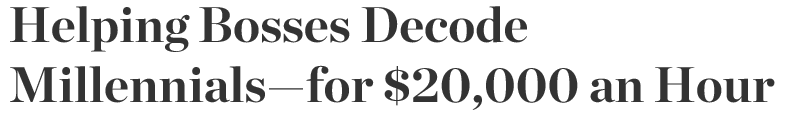 Helping Bosses Decode
Millennials—for $20,000 an Hour